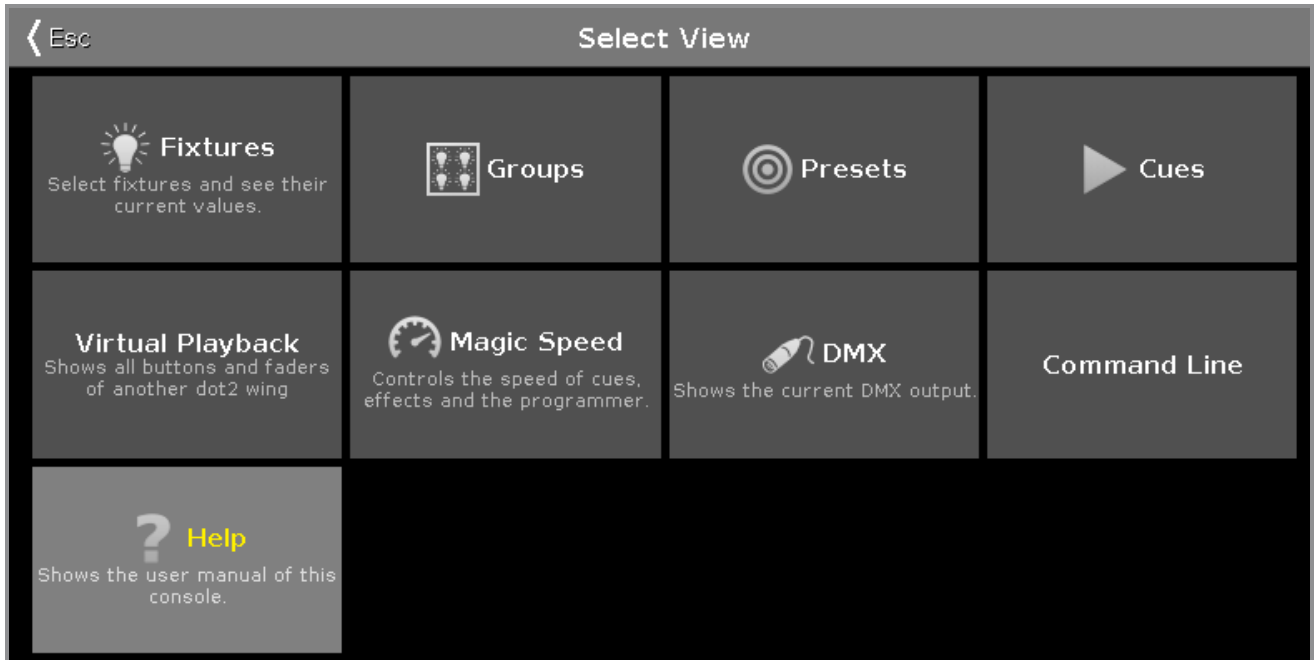 Esc
Select View
Fixtures
Select fixtures and see their
current values.
Groups
Presets
Cues
Virtual Playback
Shows all buttons and faders
of another dot2 wing
Magic Speed
Controls the speed of cues,
effects and the programmer.
DMX
Shows the current DMX output.
Command Line
? Help
Shows the user manual of this
console.